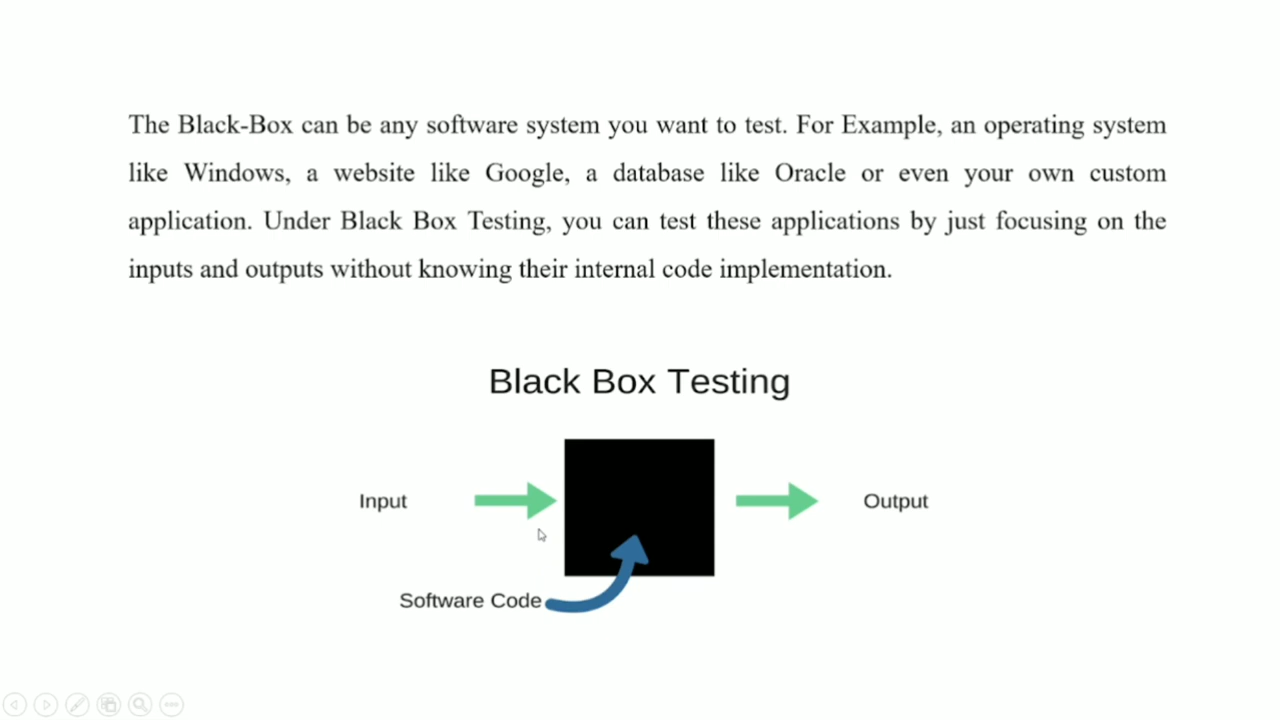 The Black-Box can be any software system you want to test. For Example, an operating system
like Windows, a website like Google, a database like Oracle or even your own custom
application. Under Black Box Testing, you can test these applications by just focusing on the
inputs and outputs without knowing their internal code implementation.
Black Box Testing
Input
Output
Software Code